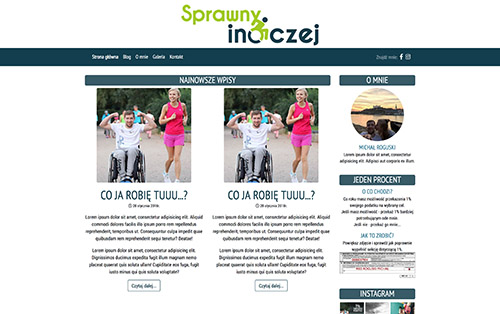 Sprawny
inaczej
Strona główna Blog O mnie Galeria Kontakt
Znajdź mnie:
NAJNOWSZE WPISY
CO JA ROBIĘ TUUU...?
28 stycznia 2018r.
Lorem ipsum dolor sit amet, consectetur adipisicing elit. Aliquid
commodi dolores facilis ipsum porro rem repellendus
reprehenderit, temporibus ut. Consequuntur culpa impedit quae
quibusdam rem reprehenderit sequi tenetur? Beatae!
Lorem ipsum dolor sit amet, consectetur adipisicing elit.
Dignissimos ducimus expedita fugit illum magnam nemo
placeat quaerat quis soluta ullam! Cupiditate eos fuga, fugit
iusto minus qui quis soluta voluptate?
Czytaj dalej...
CO JA ROBIĘ TUUU...?
28 stycznia 2018r.
Lorem ipsum dolor sit amet, consectetur adipisicing elit. Aliquid
commodi dolores facilis ipsum porro rem repellendus
reprehenderit, temporibus ut. Consequuntur culpa impedit quae
quibusdam rem reprehenderit sequi tenetur? Beatae!
Lorem ipsum dolor sit amet, consectetur adipisicing elit.
Dignissimos ducimus expedita fugit illum magnam nemo
placeat quaerat quis soluta ullam! Cupiditate eos fuga, fugit
iusto minus qui quis soluta voluptate?
Czytaj dalej...
O MNIE
MICHAŁ ROGUSKI
Lorem ipsum dolor sit amet, consectetur
adipisicing elit. Adipisci aut corporis ex illum
JEDEN PROCENT
O CO CHODZI?
Co roku masz możliwość przekazania 1%
swojego podatku na wybrany cel.
Jeśli masz możliwość - przekaż 1% bardziej
potrzebującym ode mnie.
Jeśli nie - przekaż go mnie...
JAK TO ZROBIĆ?
Powiększ zdjęcie i sprawdź jak poprawnie
wypełnić sekcję dotyczącą 1%
INSTAGRAM